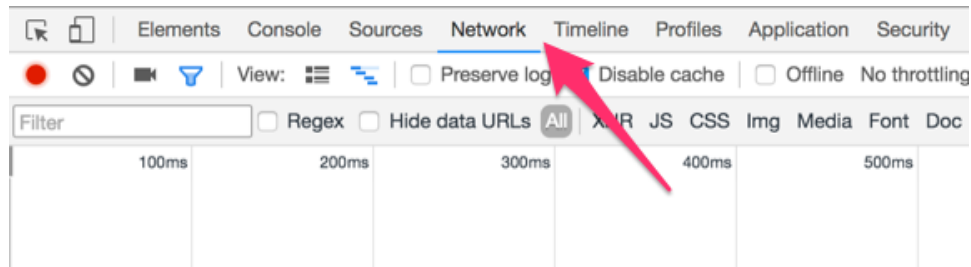 Elements Console Sources Network Timeline Profiles Application Security
View: Preserve log Disable cache Offline No throttling
Filter Regex Hide data URLs All XHR JS CSS Img Media Font Doc
100ms 200ms 300ms 400ms 500ms